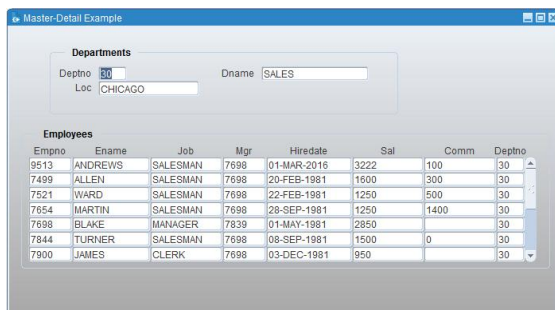 Master-Detail Example
Departments
Deptno 30 Dname SALES
Loc CHICAGO
Employees
Empno Ename Job Mgr Hiredate Sal Comm Deptno
9513 ANDREWS SALESMAN 7698 01-MAR-2016 3222 100 30
7499 ALLEN SALESMAN 7698 20-FEB-1981 1600 300 30
7521 WARD SALESMAN 7698 22-FEB-1981 1250 500 30
7654 MARTIN SALESMAN 7698 28-SEP-1981 1250 1400 30
7698 BLAKE MANAGER 7839 01-MAY-1981 2850 30
7844 TURNER SALESMAN 7698 08-SEP-1981 1500 0 30
7900 JAMES CLERK 7698 03-DEC-1981 950 30